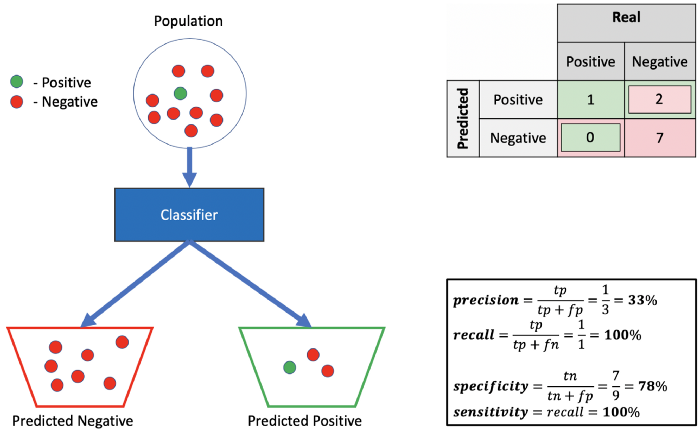 Population
- Positive
- Negative
Classifier
Predicted Negative
Predicted Positive
Real
Positive Negative
Predicted
Positive 1 2
Negative 0 7
precision = tp / tp + fp = 1 / 3 = 33%
recall = tp / tp + fn = 1 / 1 = 100%
specificity = tn / tn + fp = 7 / 9 = 78%
sensitivity = recall = 100%